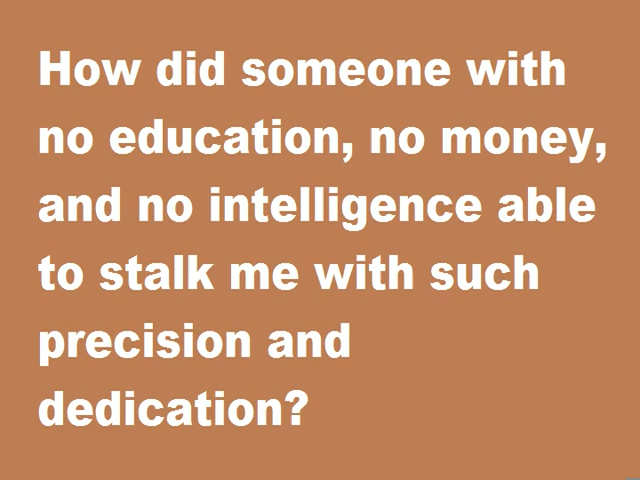 How did someone with
no education, no money,
and no intelligence able
to stalk me with such
precision and
dedication?